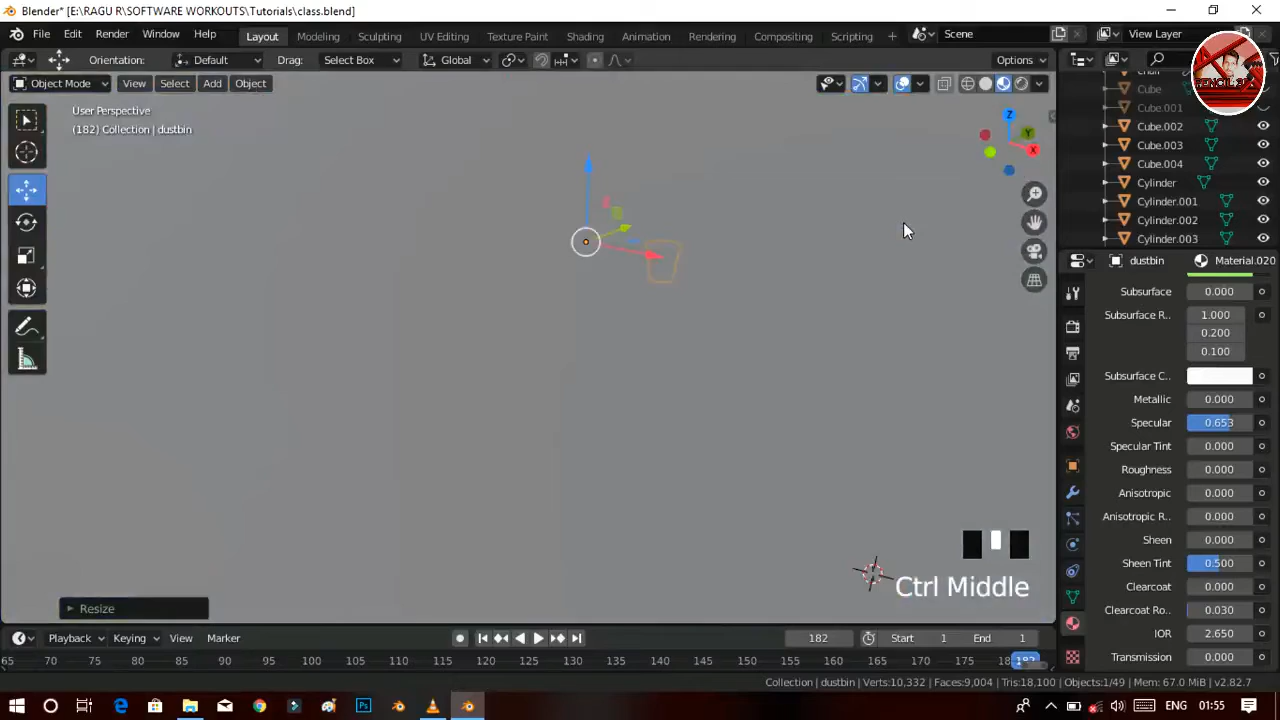 Blender* [E:\RAGU R\SOFTWARE WORKOUTS\Tutorials\class.blend]
File Edit Render Window Help Layout Modeling Sculpting UV Editing Texture Paint Shading Animation Rendering Compositing Scripting + Scene View Layer
Orientation: Default Drag: Select Box Global Options
Object Mode View Select Add Object
User Perspective
(182) Collection | dustbin
Z
Y
X
Cube
Cube.001
Cube.002
Cube.003
Cube.004
Cylinder
Cylinder.001
Cylinder.002
Cylinder.003
dustbin Material.020
Subsurface 0.000
Subsurface R.. 1.000
0.200
0.100
Subsurface C..
Metallic 0.000
Specular 0.653
Specular Tint 0.000
Roughness 0.000
Anisotropic 0.000
Anisotropic R.. 0.000
Sheen 0.000
Sheen Tint 0.500
Clearcoat 0.000
Clearcoat Ro.. 0.030
IOR 2.650
Transmission 0.000
Ctrl Middle
Resize
Playback Keying View Marker 182 Start 1 End 1
65 70 75 80 85 90 95 100 105 110 115 120 125 130 135 140 145 150 155 160 165 170 175 182
Collection | dustbin | Verts:10,332 | Faces:9,004 | Tris:18,100 | Objects:1/49 | Mem: 67.0 MiB | v2.82.7
ENG 01:55